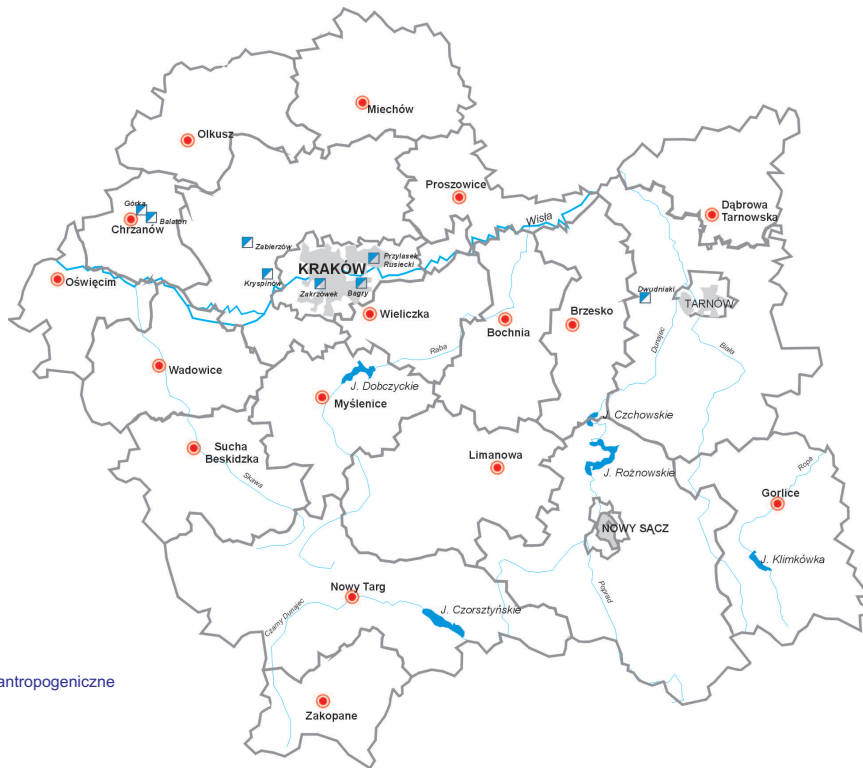 Miechów
Olkusz
Proszowice
Górka
Balaton
Chrzanów
Dąbrowa
Tarnowska
Wisła
Zabierzów
Przylasek
Rusiecki
KRAKÓW
Kryspinów
Zakrzówek
Bagry
Oświęcim
Dwudniaki
TARNÓW
Wieliczka
Bochnia
Brzesko
Raba
Dunajec
Biała
Wadowice
J. Dobczyckie
Myślenice
J. Czchowskie
Sucha
Beskidzka
Skawa
Limanowa
J. Rożnowskie
Ropa
Gorlice
NOWY SĄCZ
J. Klimkówka
Poprad
Nowy Targ
Czarny Dunajec
J. Czorsztyńskie
antropogeniczne
Zakopane